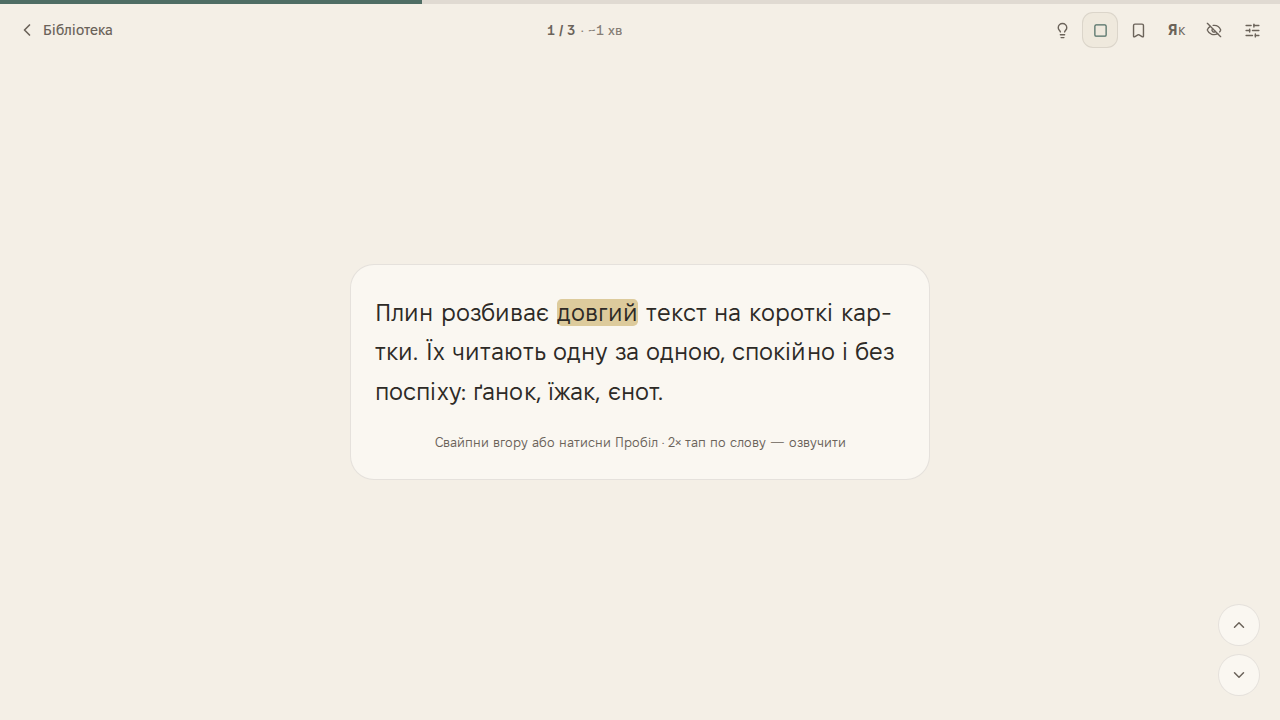 Бібліотека
1 / 3 · ~1 хв
Як
Плин розбиває довгий текст на короткі кар-
тки. Їх читають одну за одною, спокійно і без
поспіху: ґанок, їжак, єнот.
Свайпни вгору або натисни Пробіл · 2× тап по слову — озвучити